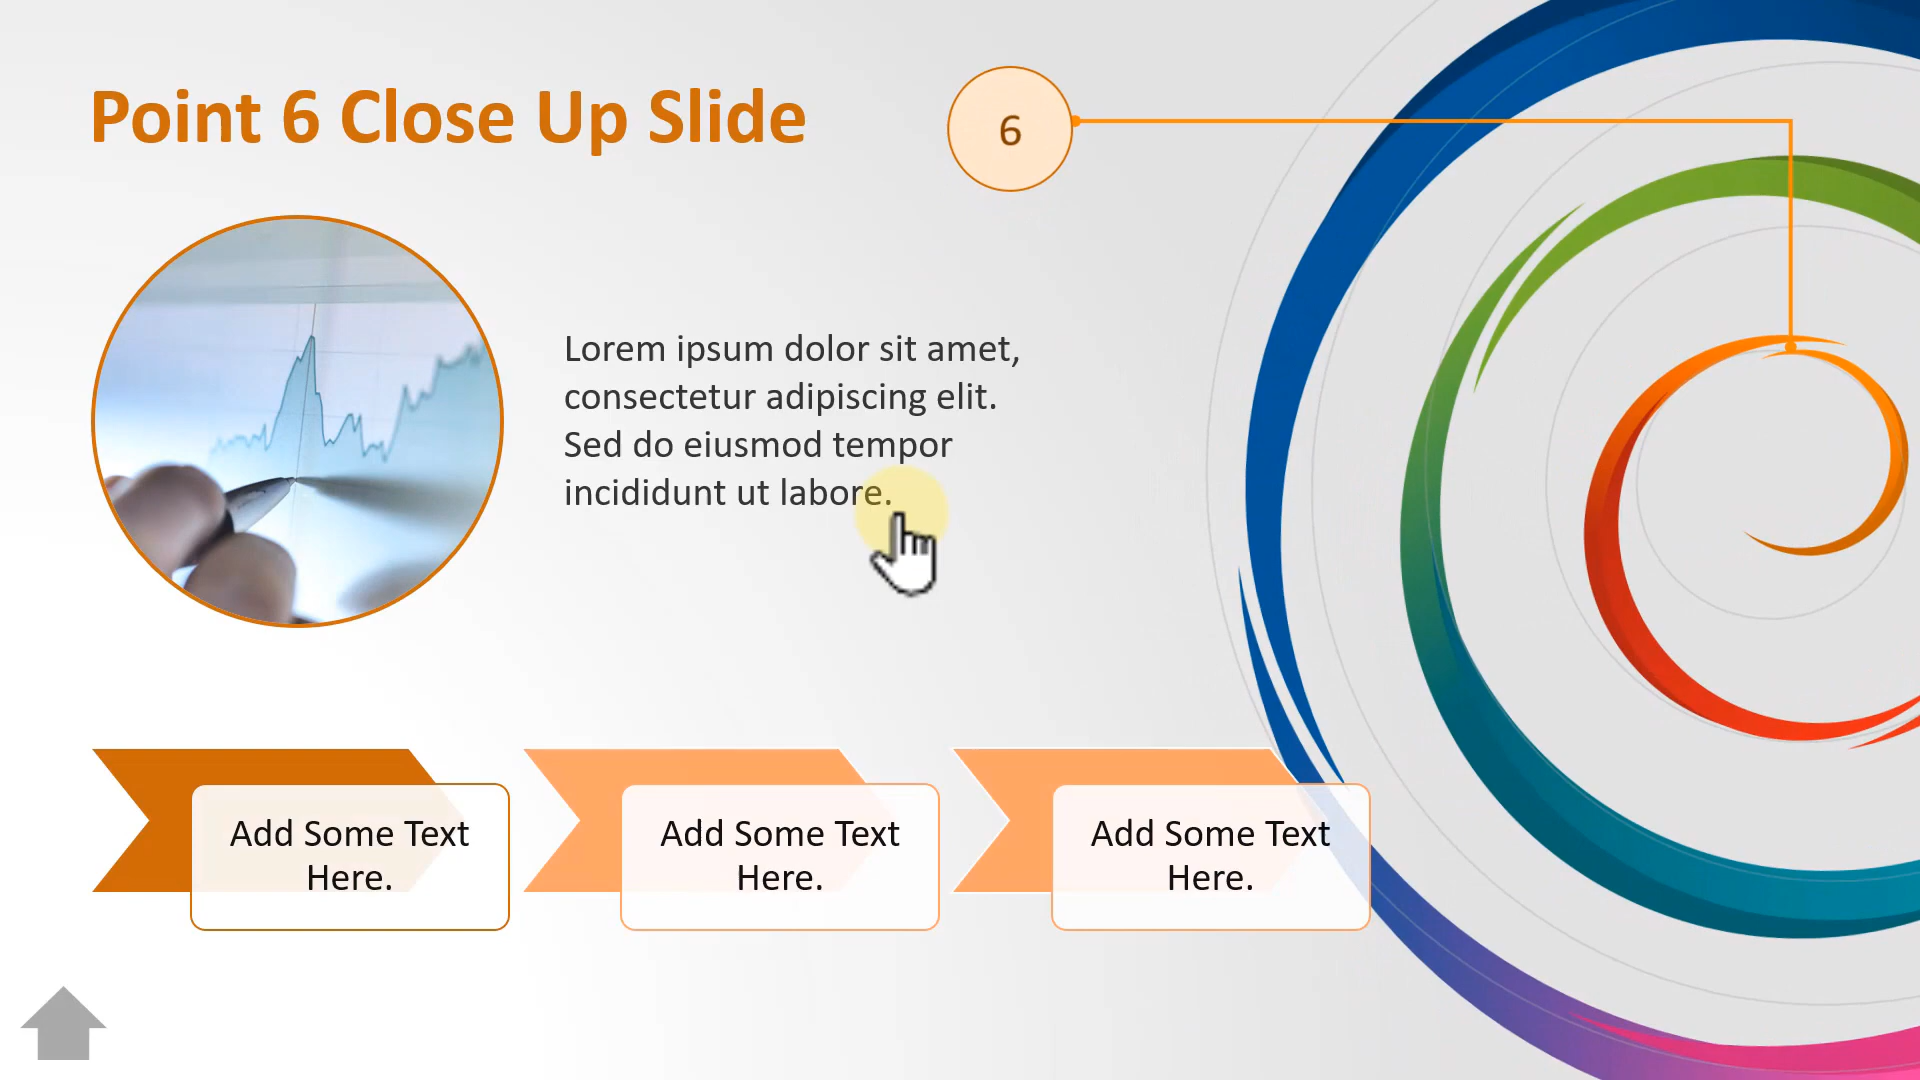 Point 6 Close Up Slide
6
Lorem ipsum dolor sit amet,
consectetur adipiscing elit.
Sed do eiusmod tempor
incididunt ut labore.
Add Some Text
Here.
Add Some Text
Here.
Add Some Text
Here.